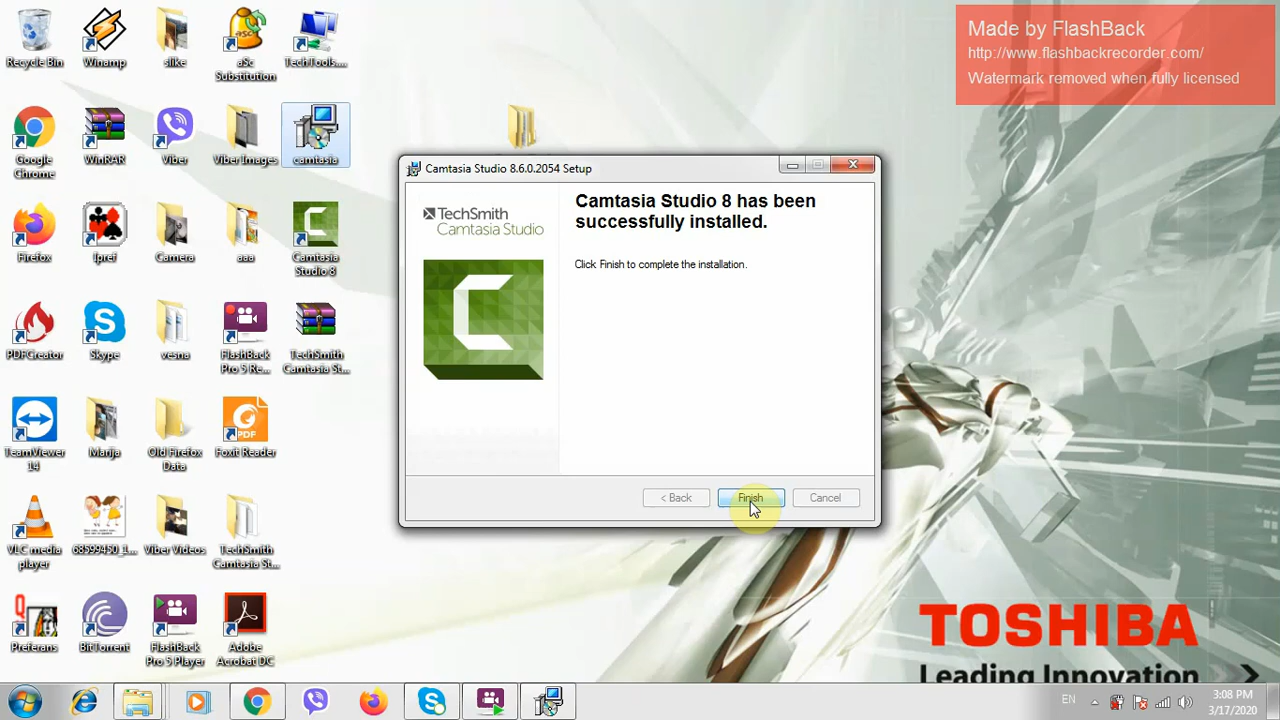 Made by FlashBack
http://www.flashbackrecorder.com/
Watermark removed when fully licensed
Recycle Bin
Winamp
slike
aSc
Substitution
TechTools....
Google
Chrome
WinRAR
Viber
Viber Images
camtasia
Firefox
Ipref
Camera
aaa
Camtasia
Studio 8
PDFCreator
Skype
vesna
FlashBack
Pro 5 Re...
TechSmith
Camtasia St...
TeamViewer
14
Marija
Old Firefox
Data
PDF
Foxit Reader
VLC media
player
68599450_1...
Viber Videos
TechSmith
Camtasia St...
Preferans
BitTorrent
FlashBack
Pro 5 Player
Adobe
Acrobat DC
Camtasia Studio 8.6.0.2054 Setup
TechSmith
Camtasia Studio
Camtasia Studio 8 has been
successfully installed.
Click Finish to complete the installation.
< Back
Finish
Cancel
TOSHIBA
Leading Innovation
EN
3:08 PM
3/17/2020